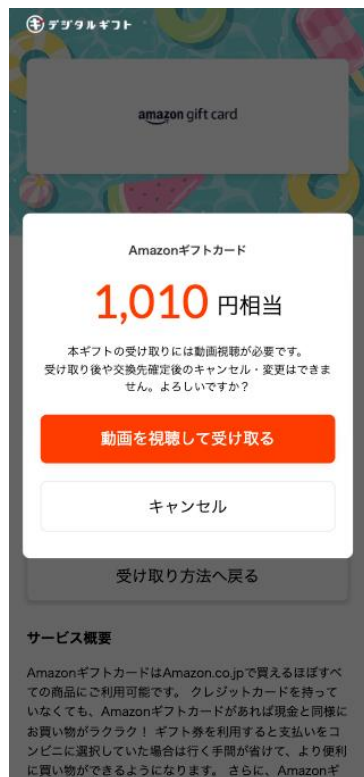 デジタルギフト
amazon gift card
Amazonギフトカード
1,010 円相当
本ギフトの受け取りには動画視聴が必要です。
受け取り後や交換先確定後のキャンセル・変更はできま
せん。よろしいですか?
動画を視聴して受け取る
キャンセル
受け取り方法へ戻る
サービス概要
AmazonギフトカードはAmazon.co.jpで買えるほぼすべ
ての商品にご利用可能です。 クレジットカードを持って
いなくても、Amazonギフトカードがあれば現金と同様に
お買い物がラクラク! ギフト券を利用すると支払いをコ
ンビニに選択していた場合は行く手間が省けて、より便利
に買い物ができるようになります。 さらに、Amazonギ